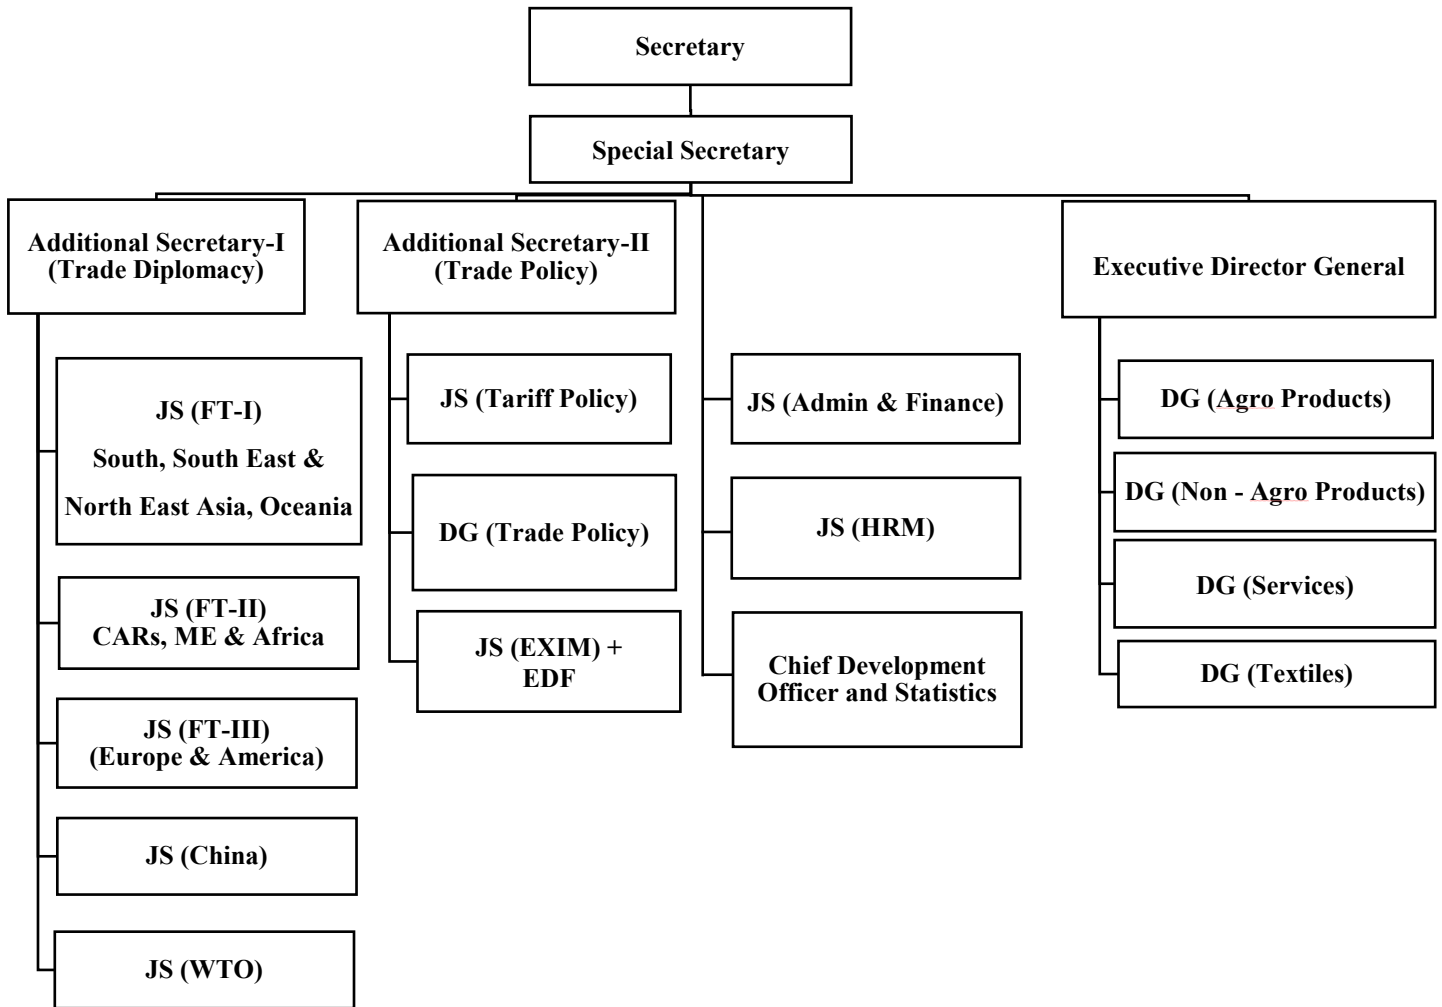 Secretary
Special Secretary
Additional Secretary-I
(Trade Diplomacy)
JS (FT-I)
South, South East &
North East Asia, Oceania
JS (FT-II)
CARs, ME & Africa
JS (FT-III)
(Europe & America)
JS (China)
JS (WTO)
Additional Secretary-II
(Trade Policy)
JS (Tariff Policy)
DG (Trade Policy)
JS (EXIM) +
EDF
JS (Admin & Finance)
JS (HRM)
Chief Development
Officer and Statistics
Executive Director General
DG (Agro Products)
DG (Non - Agro Products)
DG (Services)
DG (Textiles)